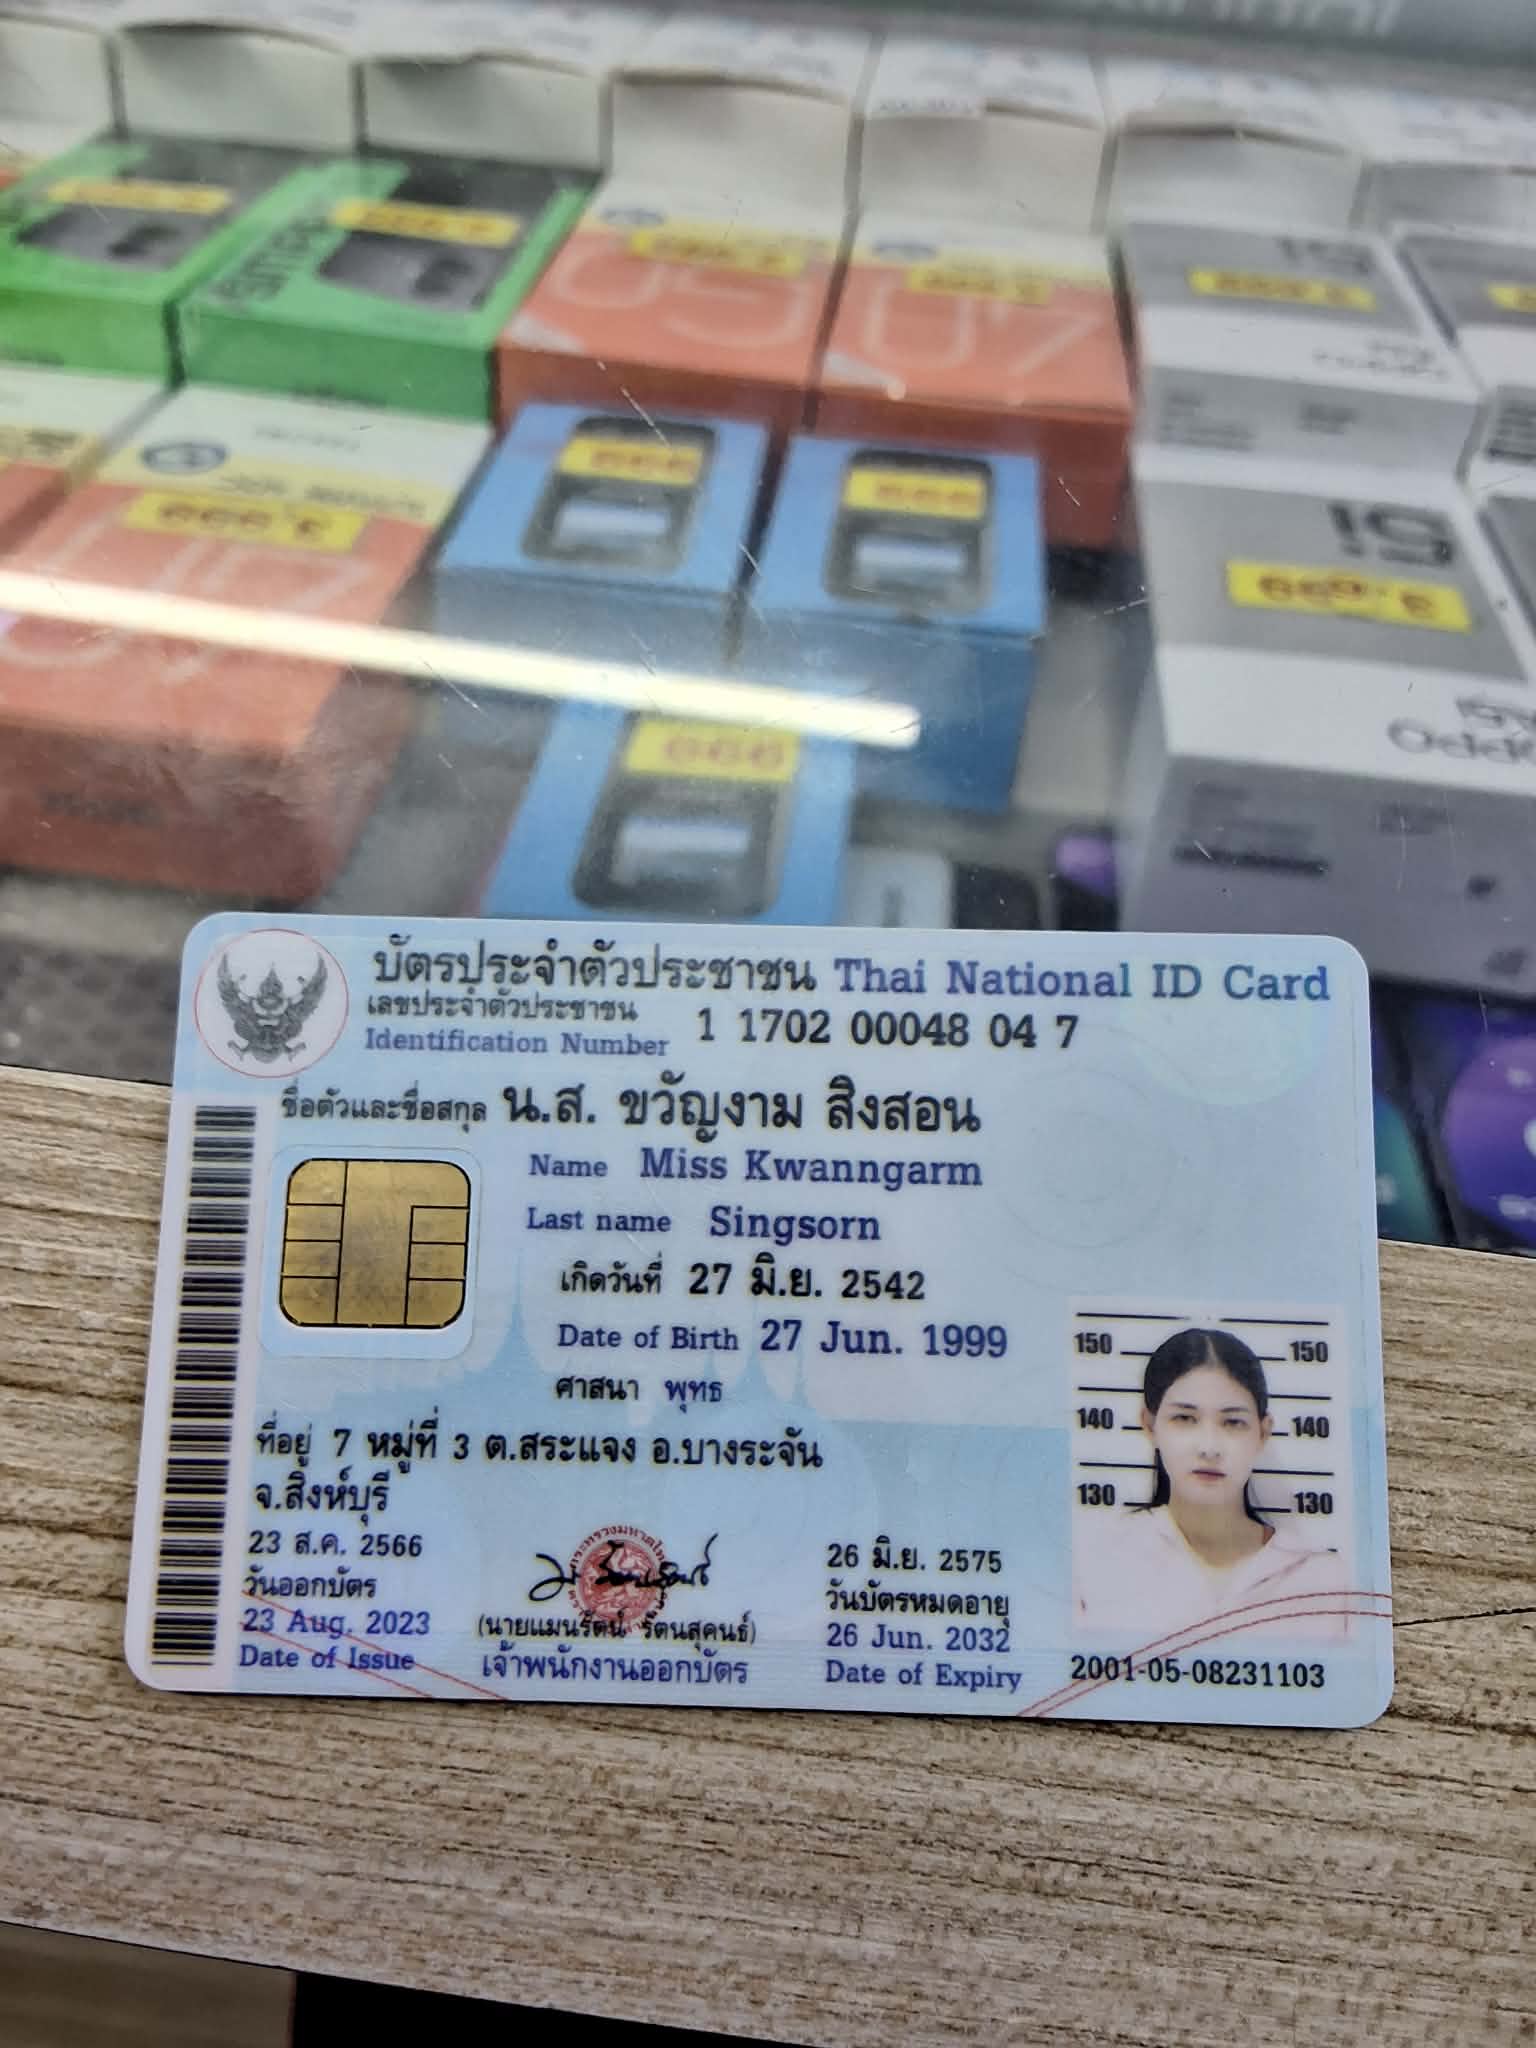 บัตรประจำตัวประชาชน Thai National ID Card
เลขประจำตัวประชาชน
Identification Number 1 1702 00048 04 7
ชื่อตัวและชื่อสกุล น.ส. ขวัญงาม สิงสอน
Name Miss Kwanngarm
Last name Singsorn
เกิดวันที่ 27 มิ.ย. 2542
Date of Birth 27 Jun. 1999
ศาสนา พุทธ
ที่อยู่ 7 หมู่ที่ 3 ต.สระแจง อ.บางระจัน
จ.สิงห์บุรี
23 ส.ค. 2566
วันออกบัตร
23 Aug. 2023
Date of Issue
(นายแมนรัตน์ รัตนสุคนธ์)
เจ้าพนักงานออกบัตร
26 มิ.ย. 2575
วันบัตรหมดอายุ
26 Jun. 2032
Date of Expiry
150 150
140 140
130 130
2001-05-08231103